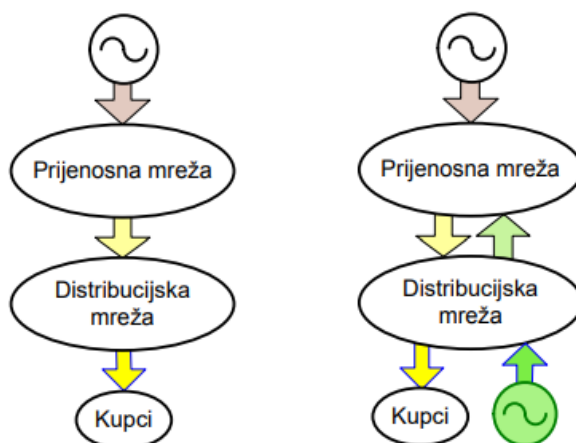 Prijenosna mreža
Distribucijska
mreža
Kupci
Prijenosna mreža
Distribucijska
mreža
Kupci